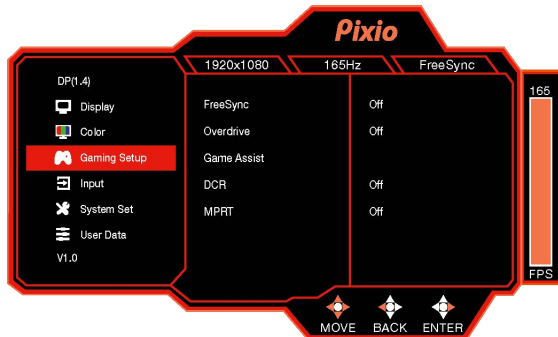 Pixio
1920x1080 165Hz FreeSync
DP(1.4)
Display
Color
Gaming Setup
Input
System Set
User Data
V1.0
FreeSync Off
Overdrive Off
Game Assist
DCR Off
MPRT Off
165
FPS
MOVE BACK ENTER